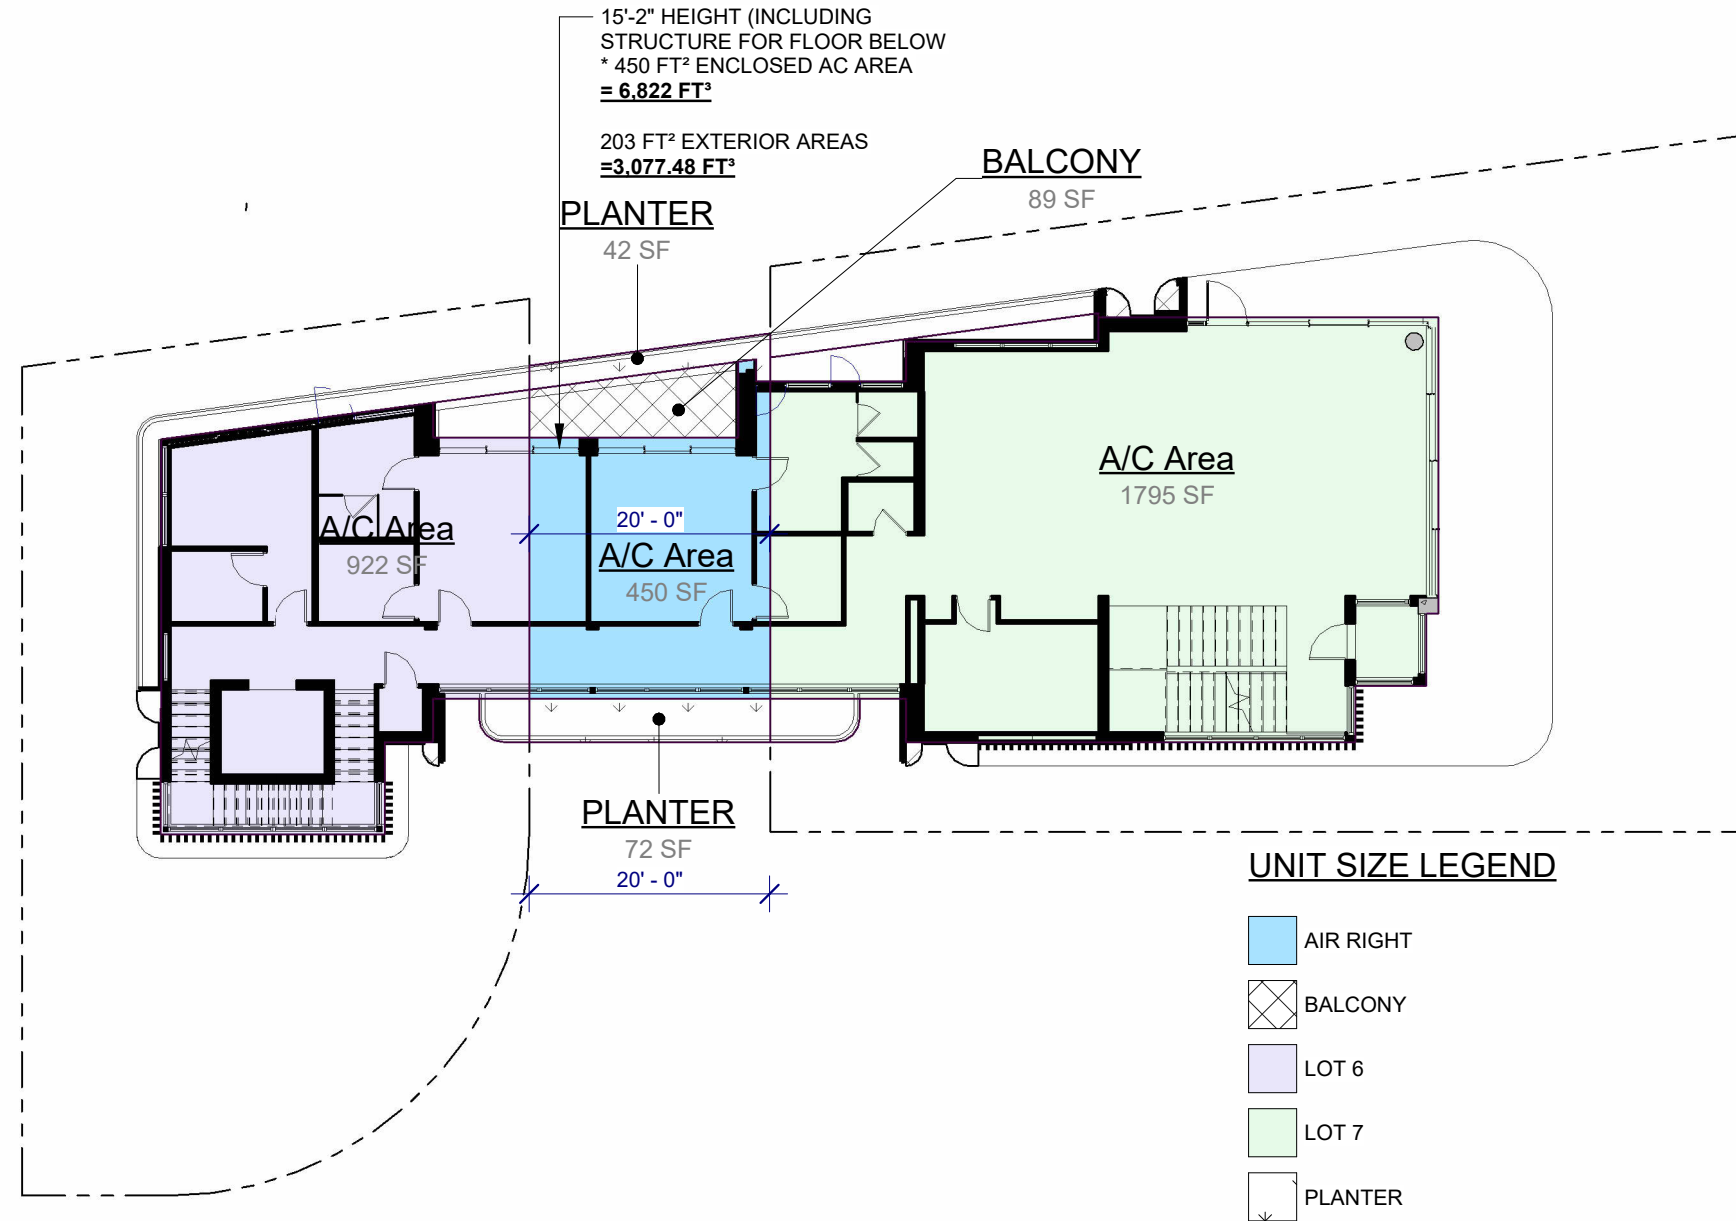 15'-2" HEIGHT (INCLUDING
STRUCTURE FOR FLOOR BELOW
* 450 FT² ENCLOSED AC AREA
= 6,822 FT³
203 FT² EXTERIOR AREAS
=3,077.48 FT³
BALCONY
89 SF
PLANTER
42 SF
A/C Area
1795 SF
A/C Area
922 SF
20' - 0"
A/C Area
450 SF
PLANTER
72 SF
20' - 0"
UNIT SIZE LEGEND
AIR RIGHT
BALCONY
LOT 6
LOT 7
PLANTER